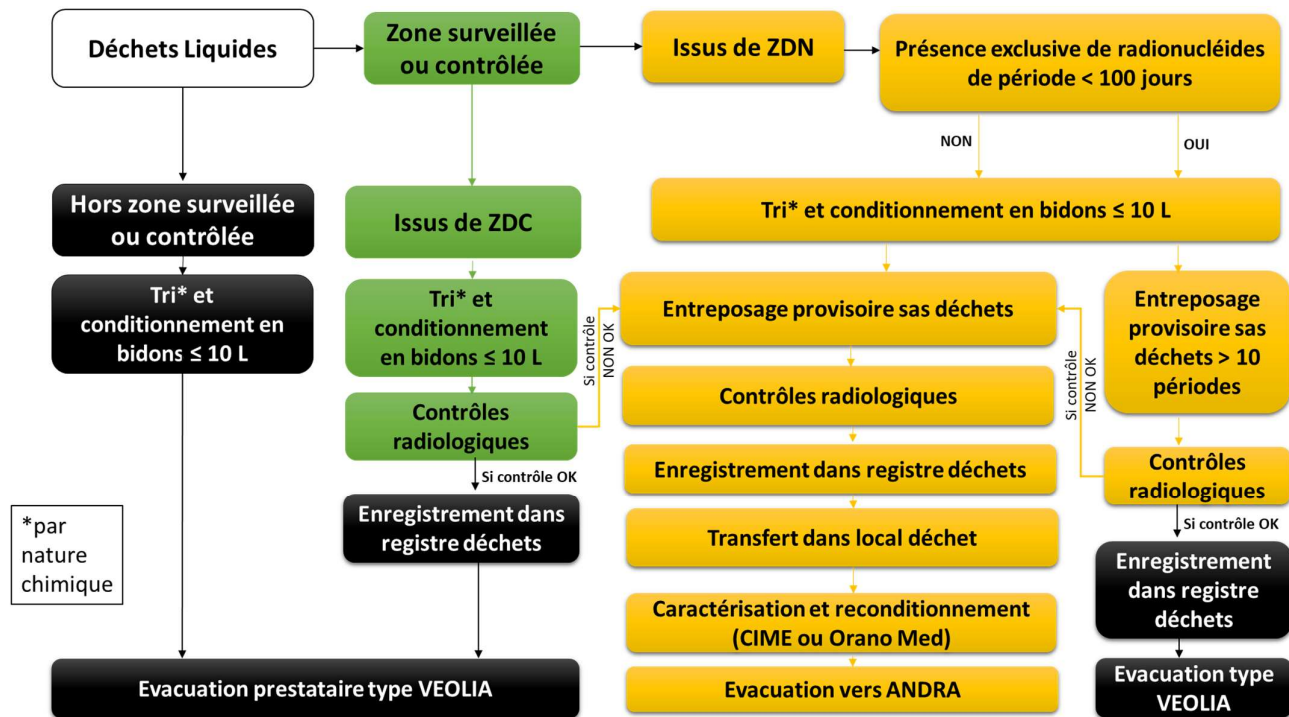 Déchets Liquides
Zone surveillée
ou contrôlée
Issus de ZDN
Présence exclusive de radionucléides
de période < 100 jours
NON
OUI
Hors zone surveillée
ou contrôlée
Issus de ZDC
Tri* et conditionnement en bidons ≤ 10 L
Tri* et
conditionnement en
bidons ≤ 10 L
Tri* et
conditionnement
en bidons ≤ 10 L
Si contrôle
NON OK
Entreposage provisoire sas déchets
Si contrôle
NON OK
Entreposage
provisoire sas
déchets > 10
périodes
Contrôles
radiologiques
Contrôles radiologiques
Si contrôle OK
Enregistrement dans registre déchets
Contrôles
radiologiques
Si contrôle OK
*par
nature
chimique
Enregistrement dans
registre déchets
Transfert dans local déchet
Enregistrement
dans registre
déchets
Caractérisation et reconditionnement
(CIME ou Orano Med)
Evacuation prestataire type VEOLIA
Evacuation vers ANDRA
Evacuation type
VEOLIA